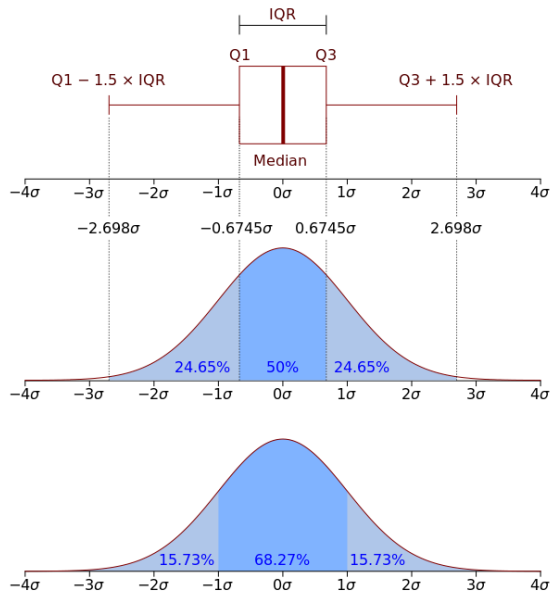 IQR
Q1 Q3
Q1 − 1.5 × IQR Q3 + 1.5 × IQR
Median
−4σ −3σ −2σ −1σ 0σ 1σ 2σ 3σ 4σ
−2.698σ −0.6745σ 0.6745σ 2.698σ
24.65% 50% 24.65%
−4σ −3σ −2σ −1σ 0σ 1σ 2σ 3σ 4σ
15.73% 68.27% 15.73%
−4σ −3σ −2σ −1σ 0σ 1σ 2σ 3σ 4σ